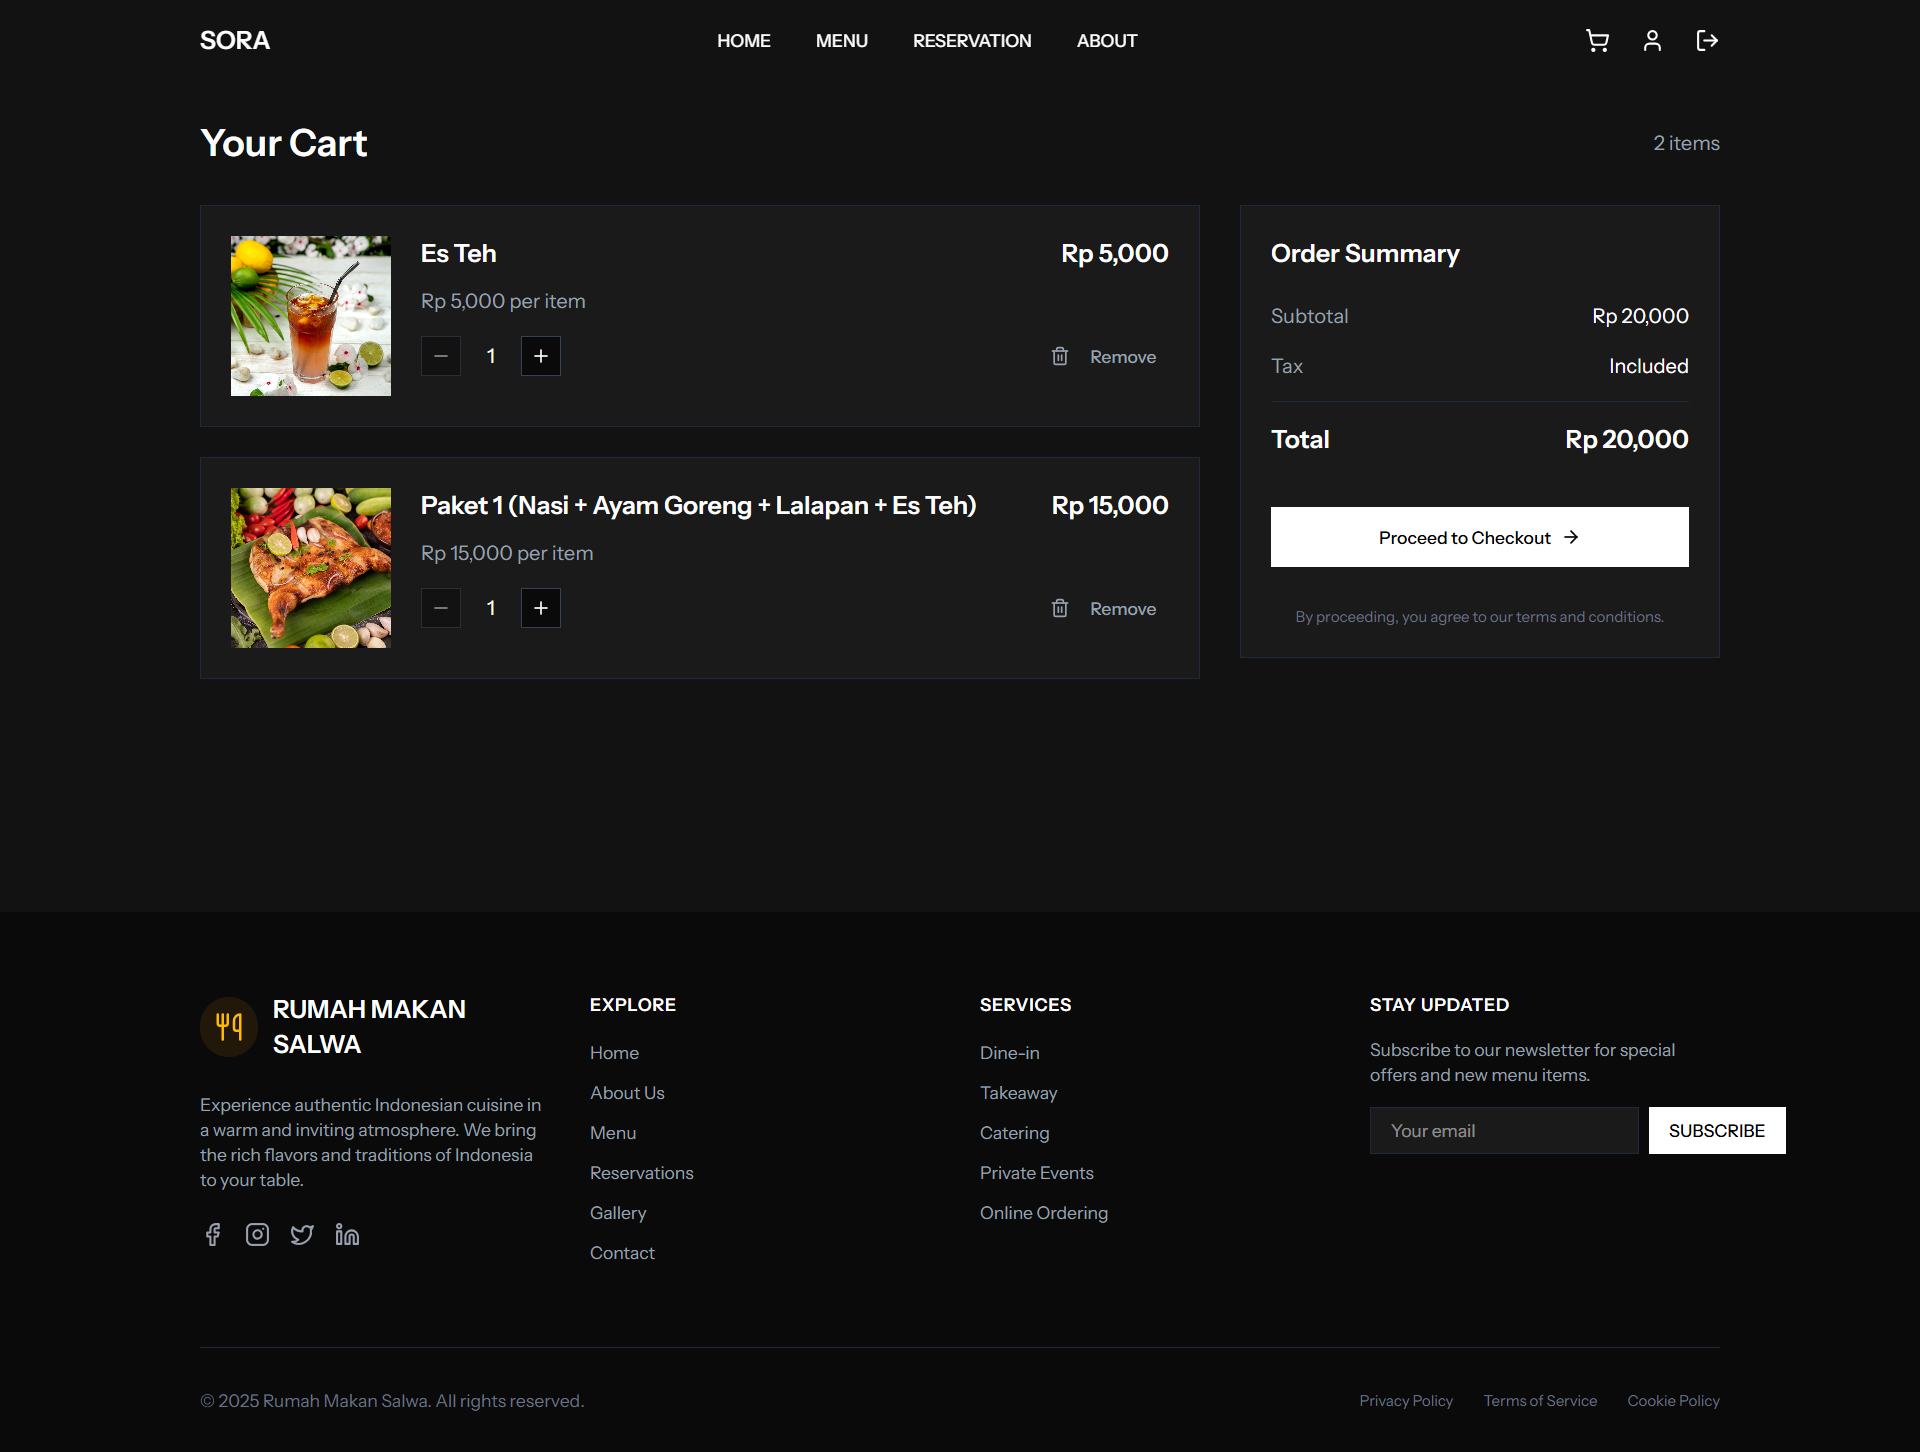 SORA
HOME
MENU
RESERVATION
ABOUT
Your Cart
2 items
Es Teh
Rp 5,000
Rp 5,000 per item
1
Remove
Paket 1 (Nasi + Ayam Goreng + Lalapan + Es Teh)
Rp 15,000
Rp 15,000 per item
1
Remove
Order Summary
Subtotal
Rp 20,000
Tax
Included
Total
Rp 20,000
Proceed to Checkout
By proceeding, you agree to our terms and conditions.
RUMAH MAKAN
SALWA
Experience authentic Indonesian cuisine in
a warm and inviting atmosphere. We bring
the rich flavors and traditions of Indonesia
to your table.
EXPLORE
Home
About Us
Menu
Reservations
Gallery
Contact
SERVICES
Dine-in
Takeaway
Catering
Private Events
Online Ordering
STAY UPDATED
Subscribe to our newsletter for special
offers and new menu items.
Your email
SUBSCRIBE
© 2025 Rumah Makan Salwa. All rights reserved.
Privacy Policy
Terms of Service
Cookie Policy